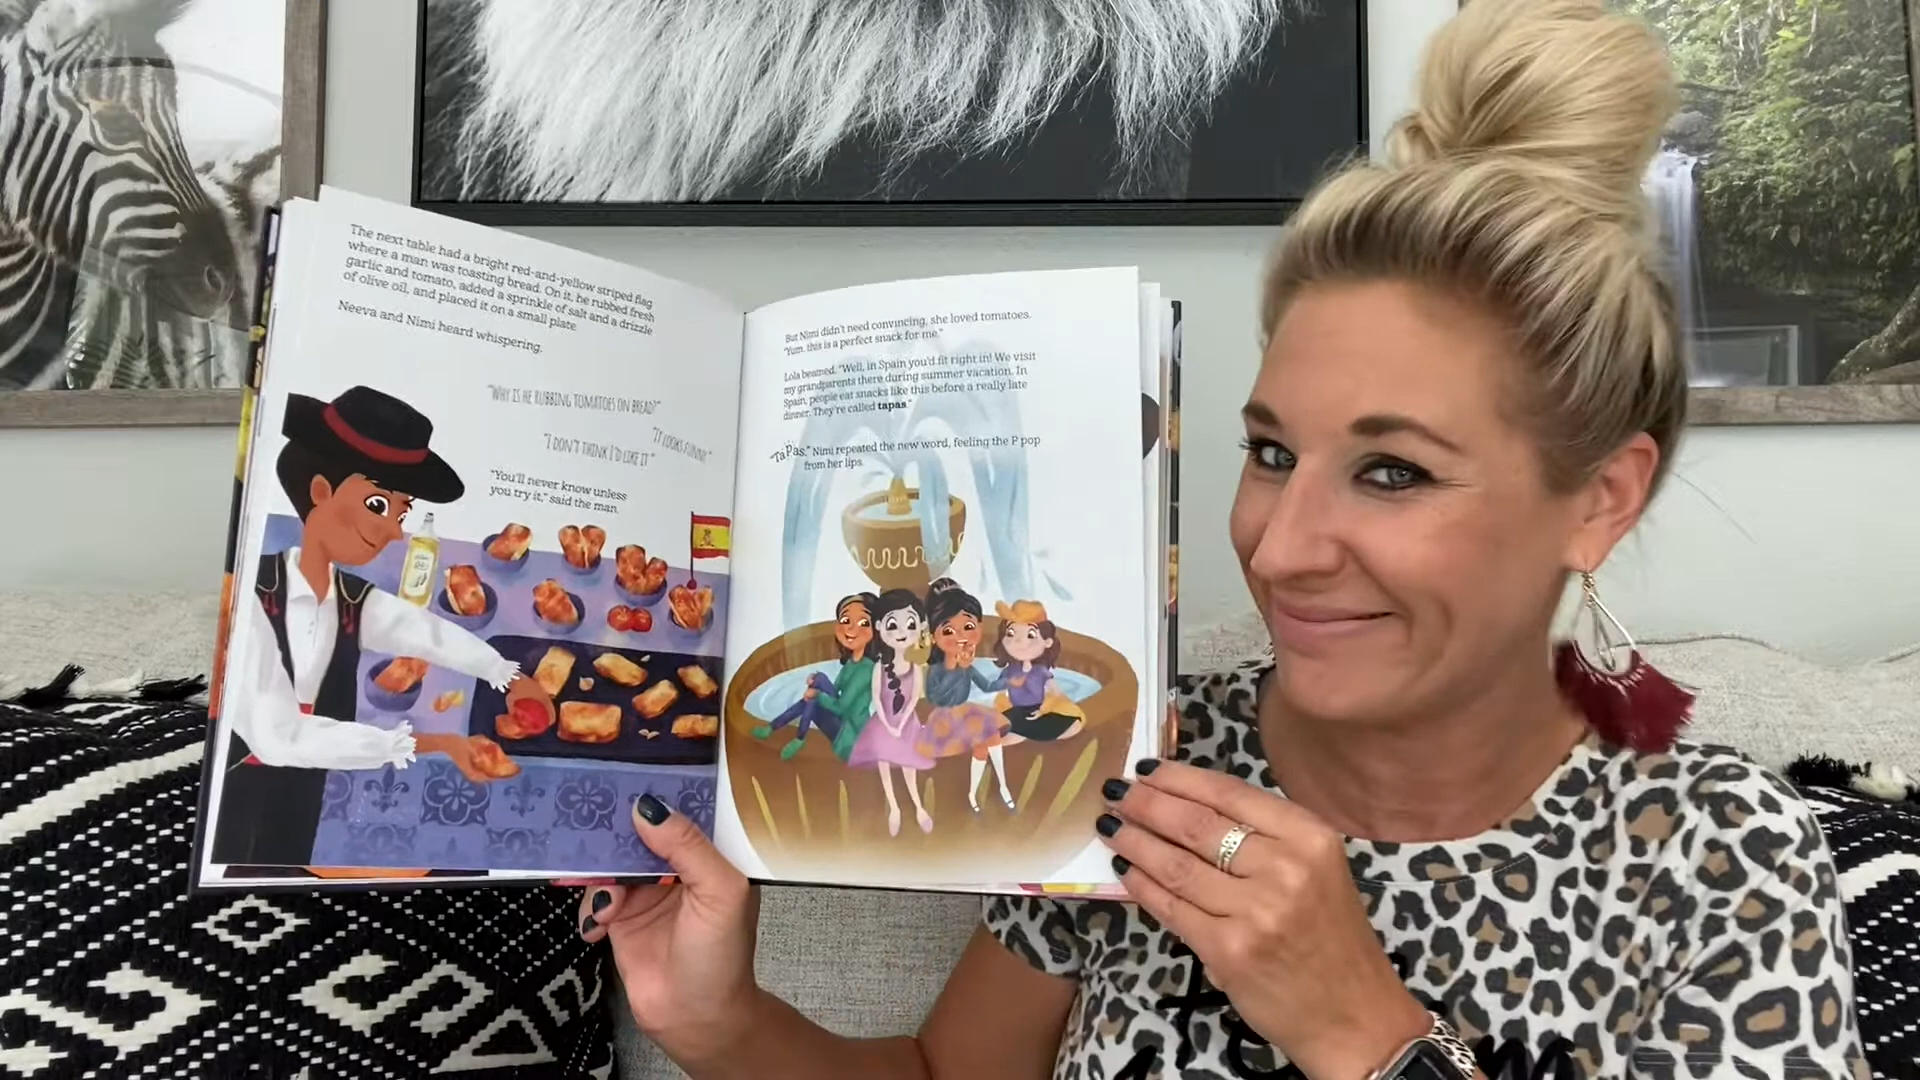 The next table had a bright red-and-yellow striped flag
where a man was toasting bread. On it, he rubbed fresh
garlic and tomato, added a sprinkle of salt and a drizzle
of olive oil, and placed it on a small plate.
Neeva and Nimi heard whispering.
"WHY IS HE RUBBING TOMATOES ON BREAD?"
"IT LOOKS FUNNY."
"I DON'T THINK I'D LIKE IT."
"You'll never know unless
you try it," said the man.
But Nimi didn't need convincing, she loved tomatoes.
"Yum, this is a perfect snack for me."
Lola beamed. "Well, in Spain you'd fit right in! We visit
my grandparents there during summer vacation. In
Spain, people eat snacks like this before a really late
dinner. They're called tapas."
"TaPas." Nimi repeated the new word, feeling the P pop
from her lips.